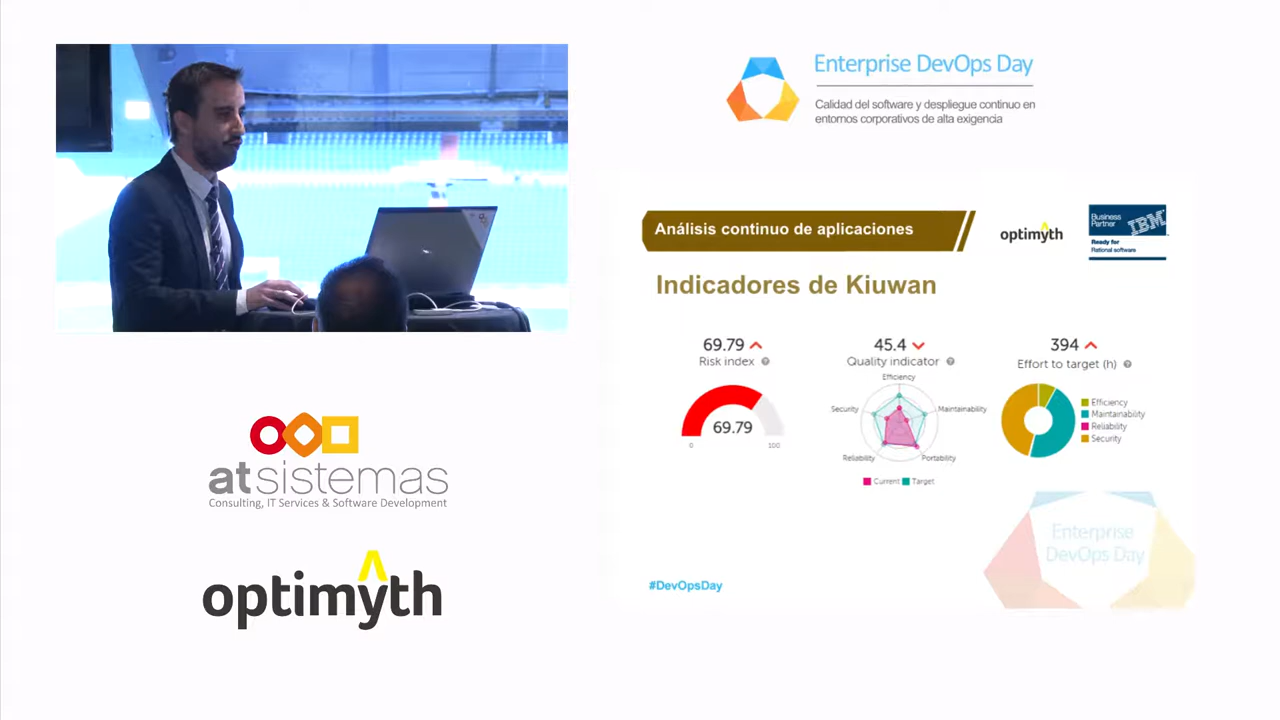 Enterprise DevOps Day
Calidad del software y despliegue continuo en
entornos corporativos de alta exigencia
Análisis continuo de aplicaciones
optimyth
Business
Partner
IBM
Ready for
Rational software
Indicadores de Kiuwan
69.79
Risk index ?
69.79
0 100
45.4
Quality indicator ?
Efficiency
Security
Maintainability
Reliability
Portability
Current Target
394
Effort to target (h) ?
Efficiency
Maintainability
Reliability
Security
Enterprise
DevOps Day
#DevOpsDay
atsistemas
Consulting, IT Services & Software Development
optimyth